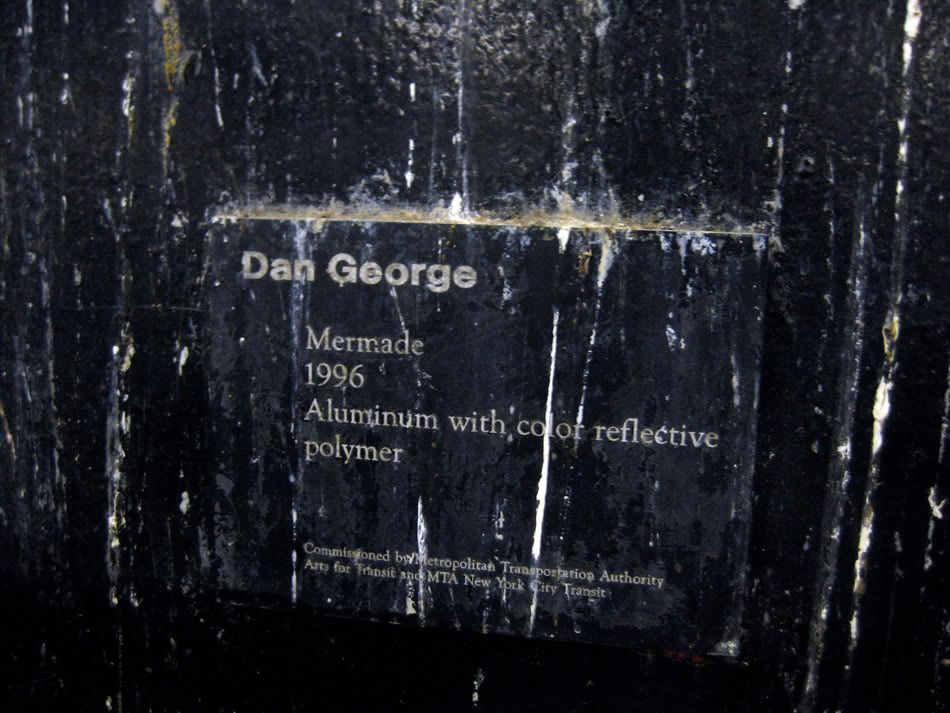 Dan George
Mermade
1996
Aluminum with color reflective
polymer
Commissioned by Metropolitan Transportation Authority
Arts for Transit and MTA New York City Transit